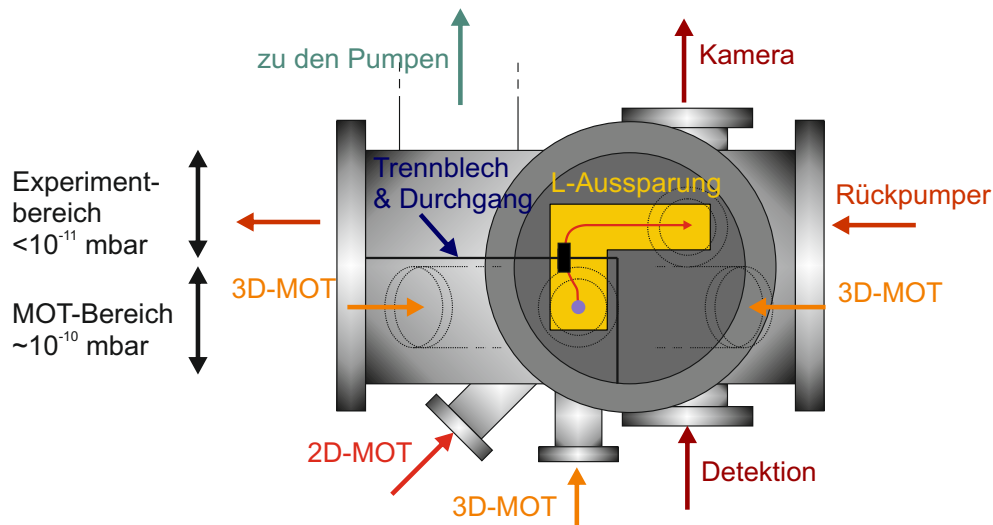 zu den Pumpen
Kamera
Trennblech
& Durchgang
L-Aussparung
Experiment-
bereich
<10⁻¹¹ mbar
Rückpumper
3D-MOT
3D-MOT
MOT-Bereich
~10⁻¹⁰ mbar
2D-MOT
3D-MOT
Detektion